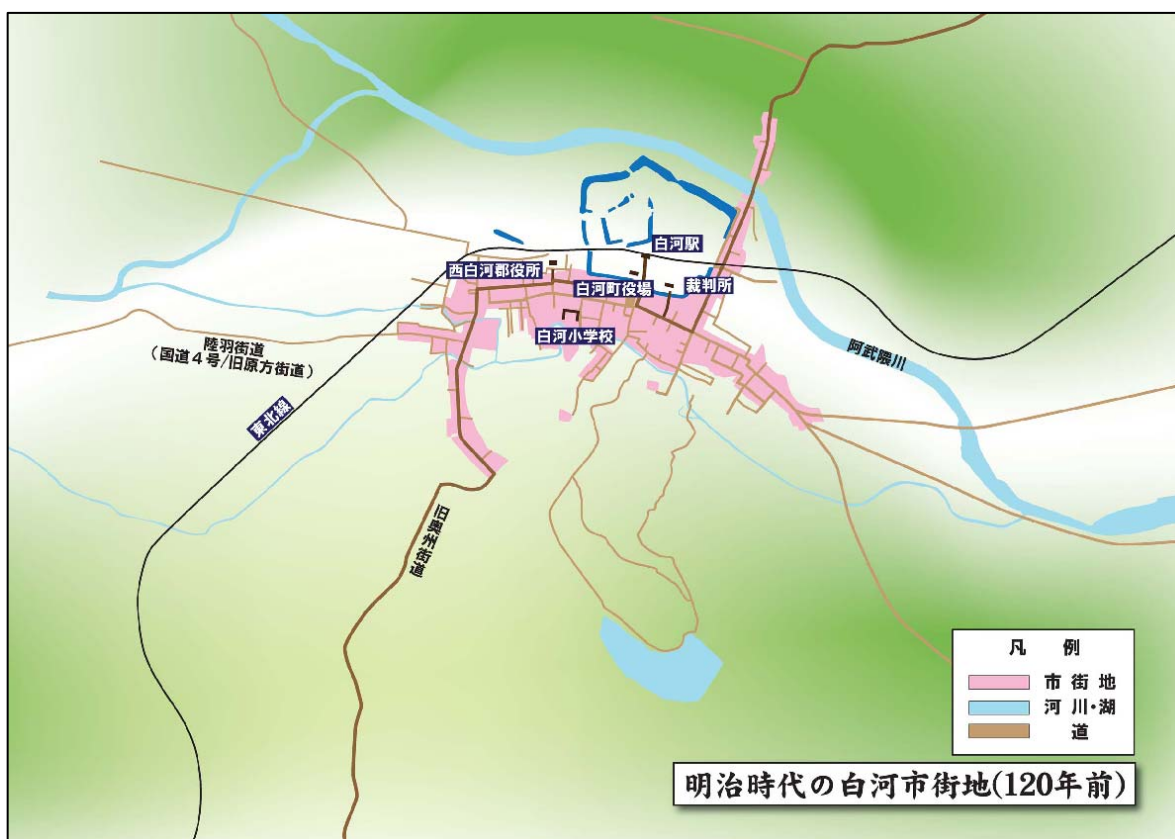 白河駅
西白河郡役所
白河町役場
裁判所
白河小学校
陸羽街道
(国道4号/旧原方街道)
阿武隈川
東北線
旧奥州街道
凡例
市街地
河川・湖
道
明治時代の白河市街地(120年前)